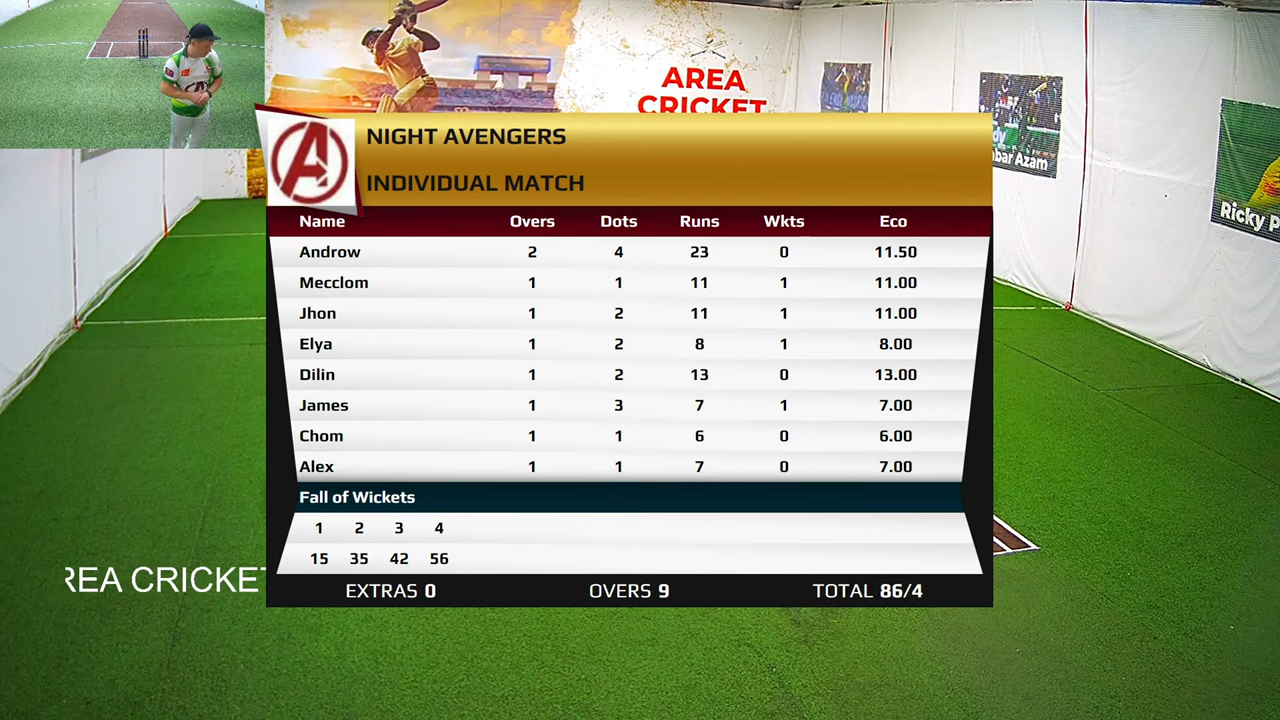 AREA
CRICKET
bar Azam
Ricky P
NIGHT AVENGERS
INDIVIDUAL MATCH
Name Overs Dots Runs Wkts Eco
Androw 2 4 23 0 11.50
Mecclom 1 1 11 1 11.00
Jhon 1 2 11 1 11.00
Elya 1 2 8 1 8.00
Dilin 1 2 13 0 13.00
James 1 3 7 1 7.00
Chom 1 1 6 0 6.00
Alex 1 1 7 0 7.00
Fall of Wickets
1 2 3 4
15 35 42 56
REA CRICKET
EXTRAS 0 OVERS 9 TOTAL 86/4